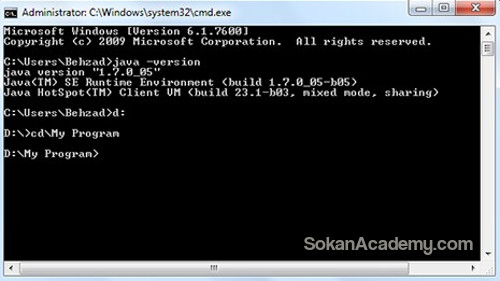 Administrator: C:\Windows\system32\cmd.exe
Microsoft Windows [Version 6.1.7600]
Copyright (c) 2009 Microsoft Corporation.  All rights reserved.
C:\Users\Behzad>java -version
java version "1.7.0_05"
Java(TM) SE Runtime Environment (build 1.7.0_05-b05)
Java HotSpot(TM) Client VM (build 23.1-b03, mixed mode, sharing)
C:\Users\Behzad>d:
D:\>cd\My Program
D:\My Program>
SokanAcademy.com